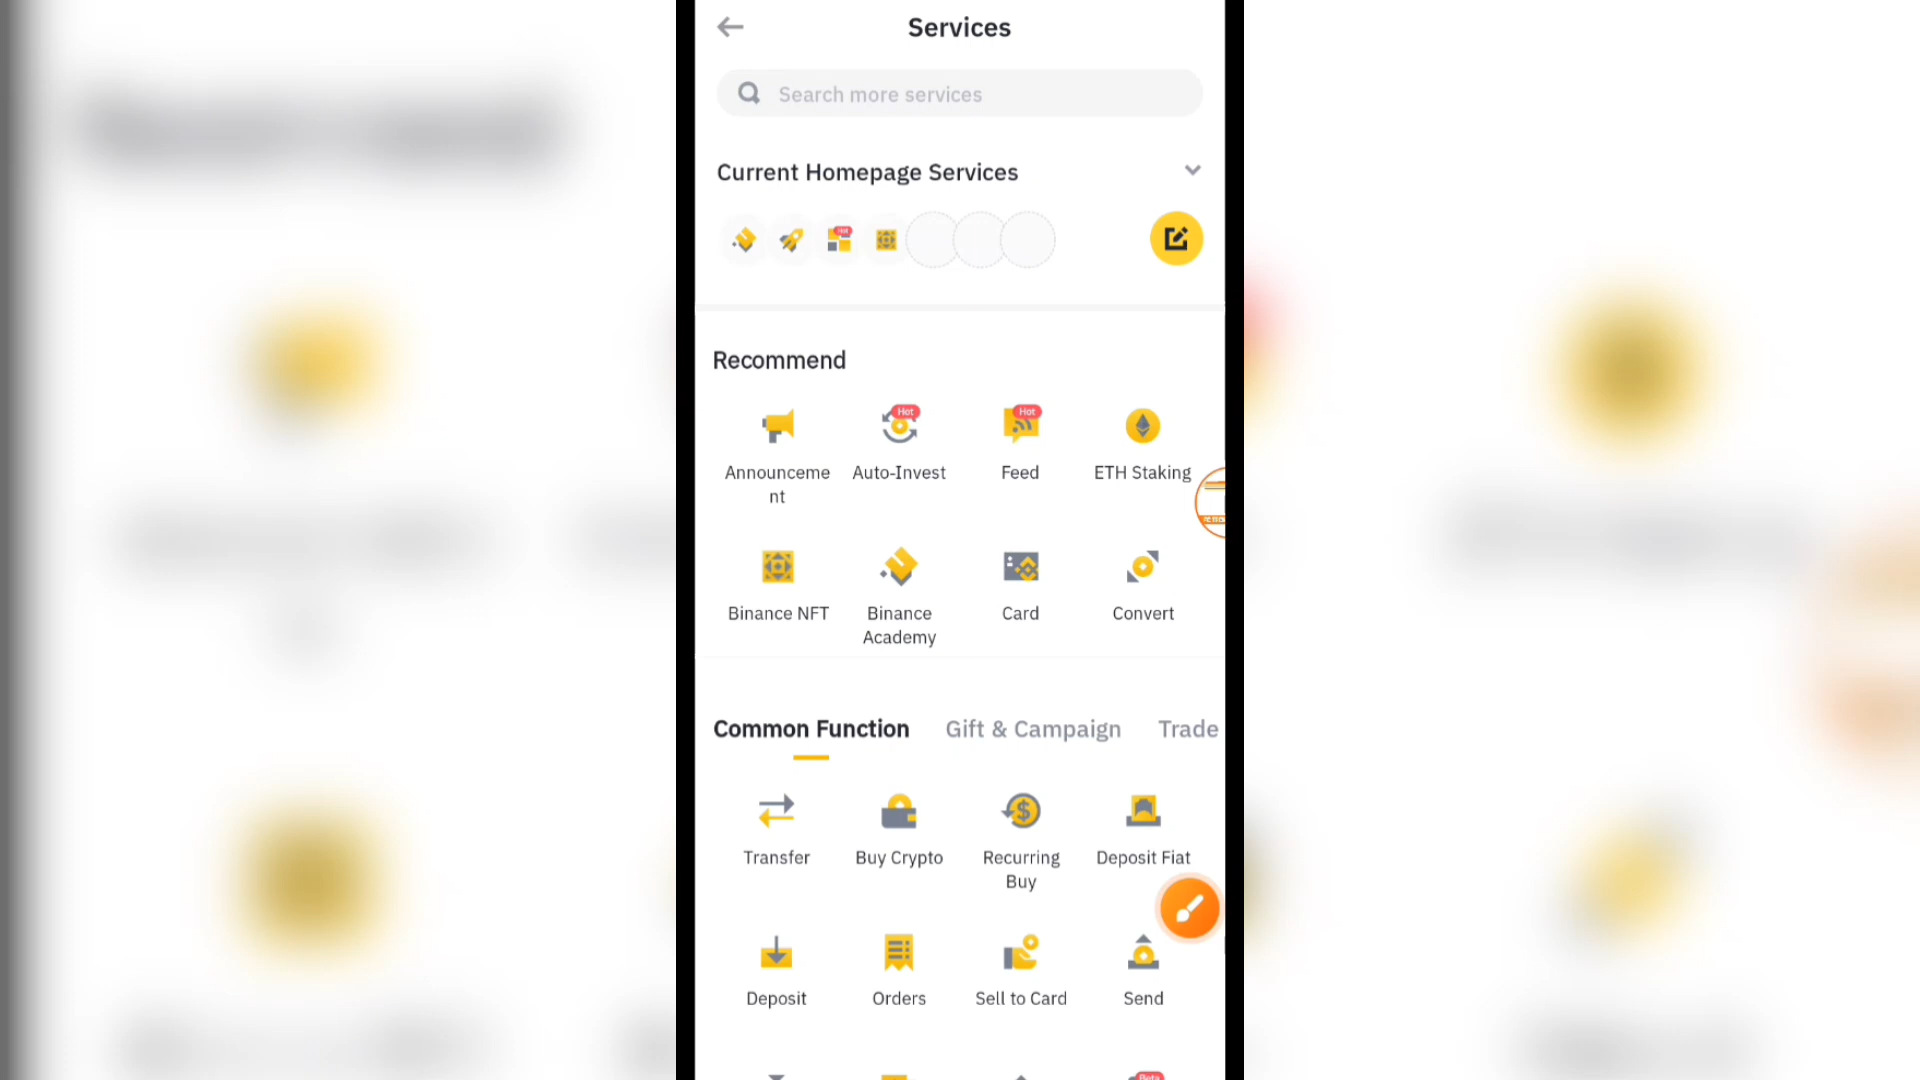 Services
Search more services
Current Homepage Services
Hot
Recommend
Hot
Hot
Announceme
nt
Auto-Invest
Feed
ETH Staking
Binance NFT
Binance
Academy
Card
Convert
Common Function
Gift & Campaign
Trade
Transfer
Buy Crypto
Recurring
Buy
Deposit Fiat
Deposit
Orders
Sell to Card
Send
Beta